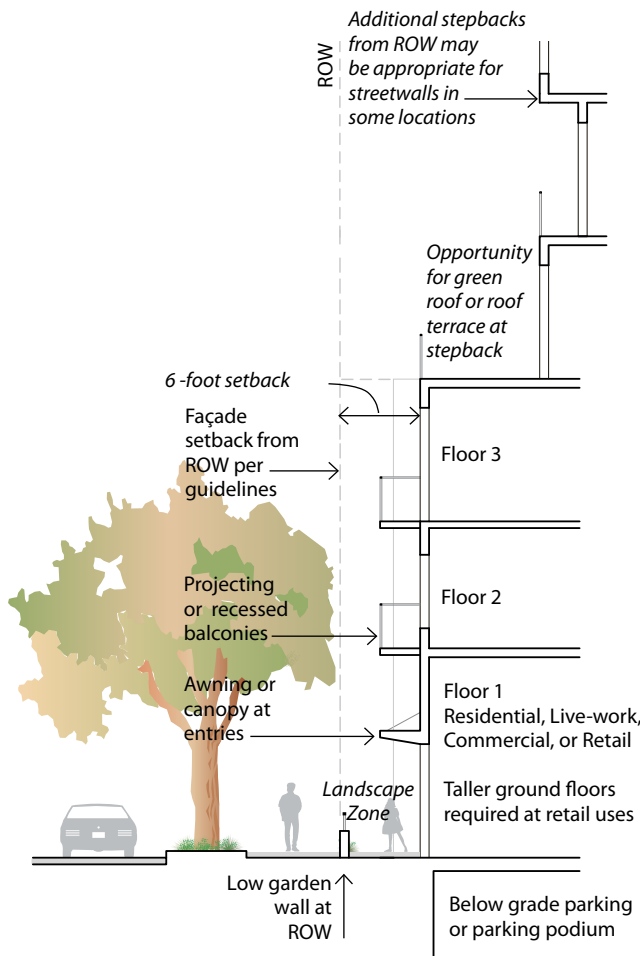 ROW
Additional stepbacks
from ROW may
be appropriate for
streetwalls in
some locations
Opportunity
for green
roof or roof
terrace at
stepback
6 -foot setback
Façade
setback from
ROW per
guidelines
Floor 3
Projecting
or recessed
balconies
Floor 2
Awning or
canopy at
entries
Floor 1
Residential, Live-work,
Commercial, or Retail
Landscape
Zone
Taller ground floors
required at retail uses
Low garden
wall at
ROW
Below grade parking
or parking podium